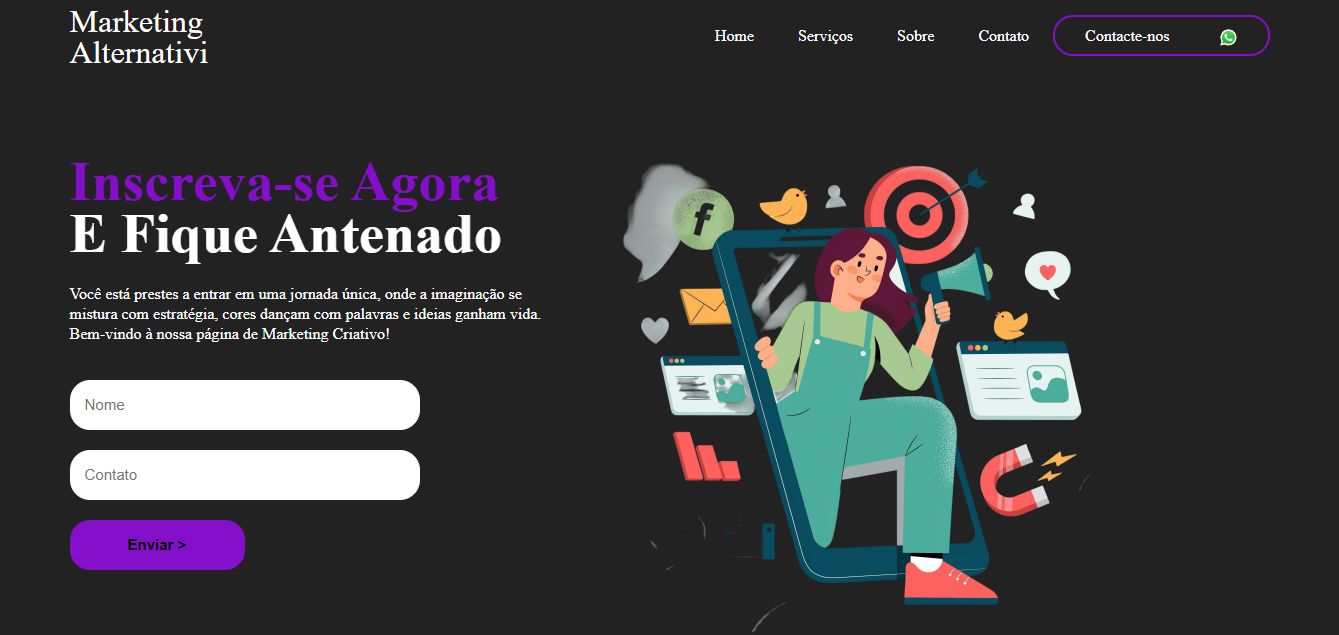 Marketing
Alternativi
Home Serviços Sobre Contato Contacte-nos
Inscreva-se Agora
E Fique Antenado
Você está prestes a entrar em uma jornada única, onde a imaginação se
mistura com estratégia, cores dançam com palavras e ideias ganham vida.
Bem-vindo à nossa página de Marketing Criativo!
Nome
Contato
Enviar >